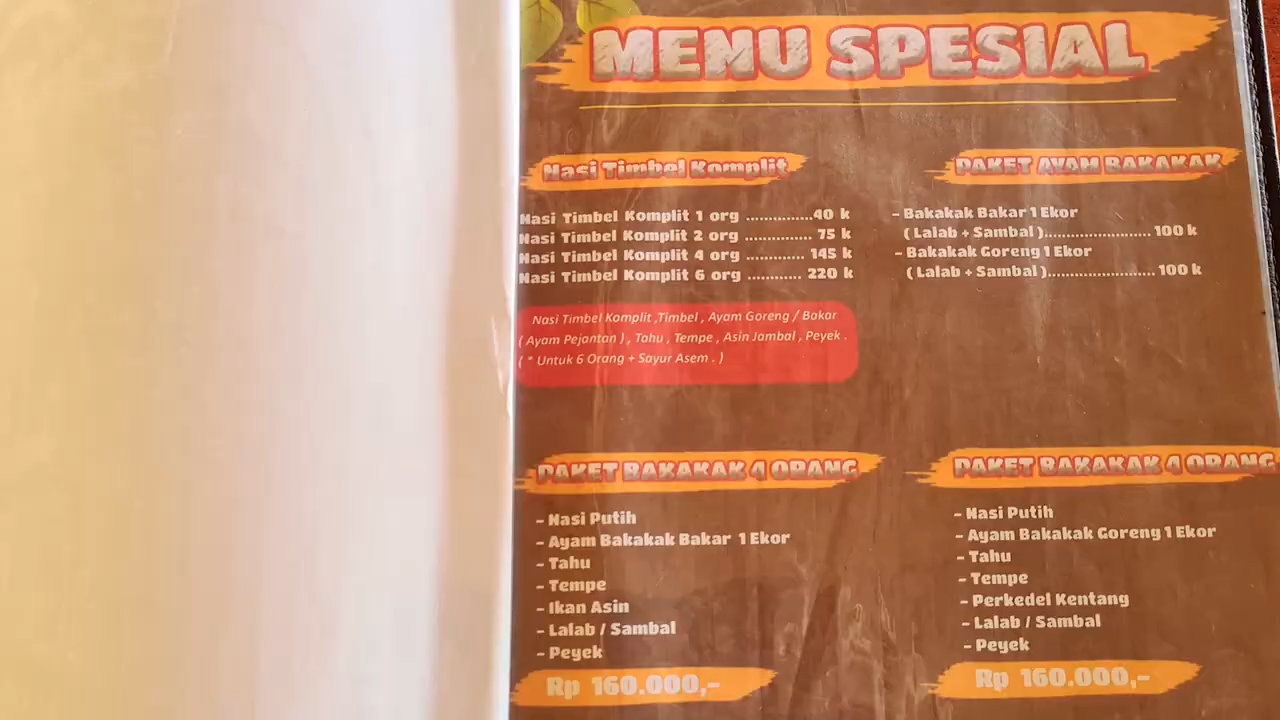 MENU SPESIAL
Nasi Timbel Komplit
Nasi Timbel Komplit 1 org ...............40 k
Nasi Timbel Komplit 2 org ............... 75 k
Nasi Timbel Komplit 4 org ............. 145 k
Nasi Timbel Komplit 6 org ............ 220 k
Nasi Timbel Komplit ,Timbel , Ayam Goreng / Bakar
( Ayam Pejantan ) , Tahu , Tempe , Asin Jambal , Peyek .
( * Untuk 6 Orang + Sayur Asem . )
PAKET AYAM BAKAKAK
- Bakakak Bakar 1 Ekor
( Lalab + Sambal )........................ 100 k
- Bakakak Goreng 1 Ekor
( Lalab + Sambal )........................ 100 k
PAKET BAKAKAK 4 ORANG
- Nasi Putih
- Ayam Bakakak Bakar 1 Ekor
- Tahu
- Tempe
- Ikan Asin
- Lalab / Sambal
- Peyek
Rp 160.000,-
PAKET BAKAKAK 4 ORANG
- Nasi Putih
- Ayam Bakakak Goreng 1 Ekor
- Tahu
- Tempe
- Perkedel Kentang
- Lalab / Sambal
- Peyek
Rp 160.000,-